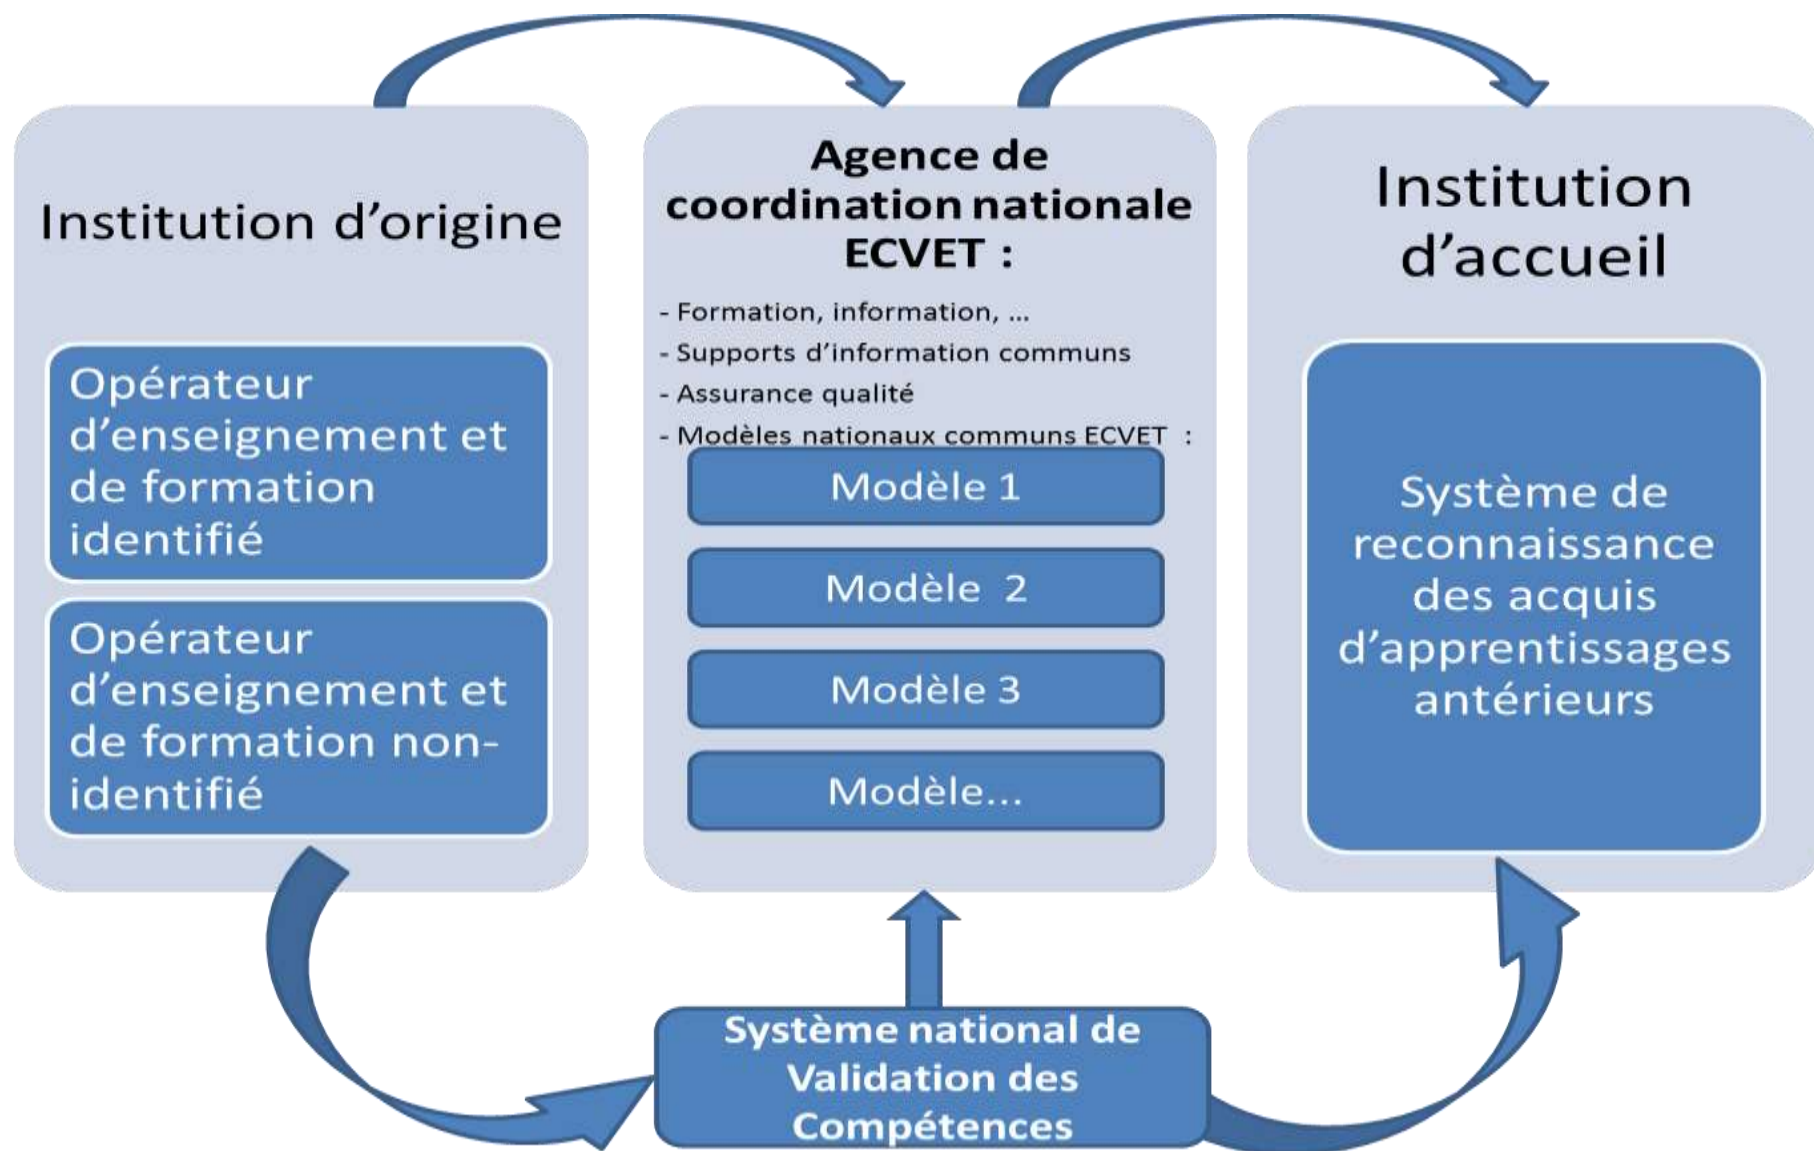 Institution d'origine
Opérateur
d'enseignement et
de formation
identifié
Opérateur
d'enseignement et
de formation non-
identifié
Agence de
coordination nationale
ECVET :
- Formation, information, ...
- Supports d'information communs
- Assurance qualité
- Modèles nationaux communs ECVET :
Modèle 1
Modèle 2
Modèle 3
Modèle...
Institution
d'accueil
Système de
reconnaissance
des acquis
d'apprentissages
antérieurs
Système national de
Validation des
Compétences